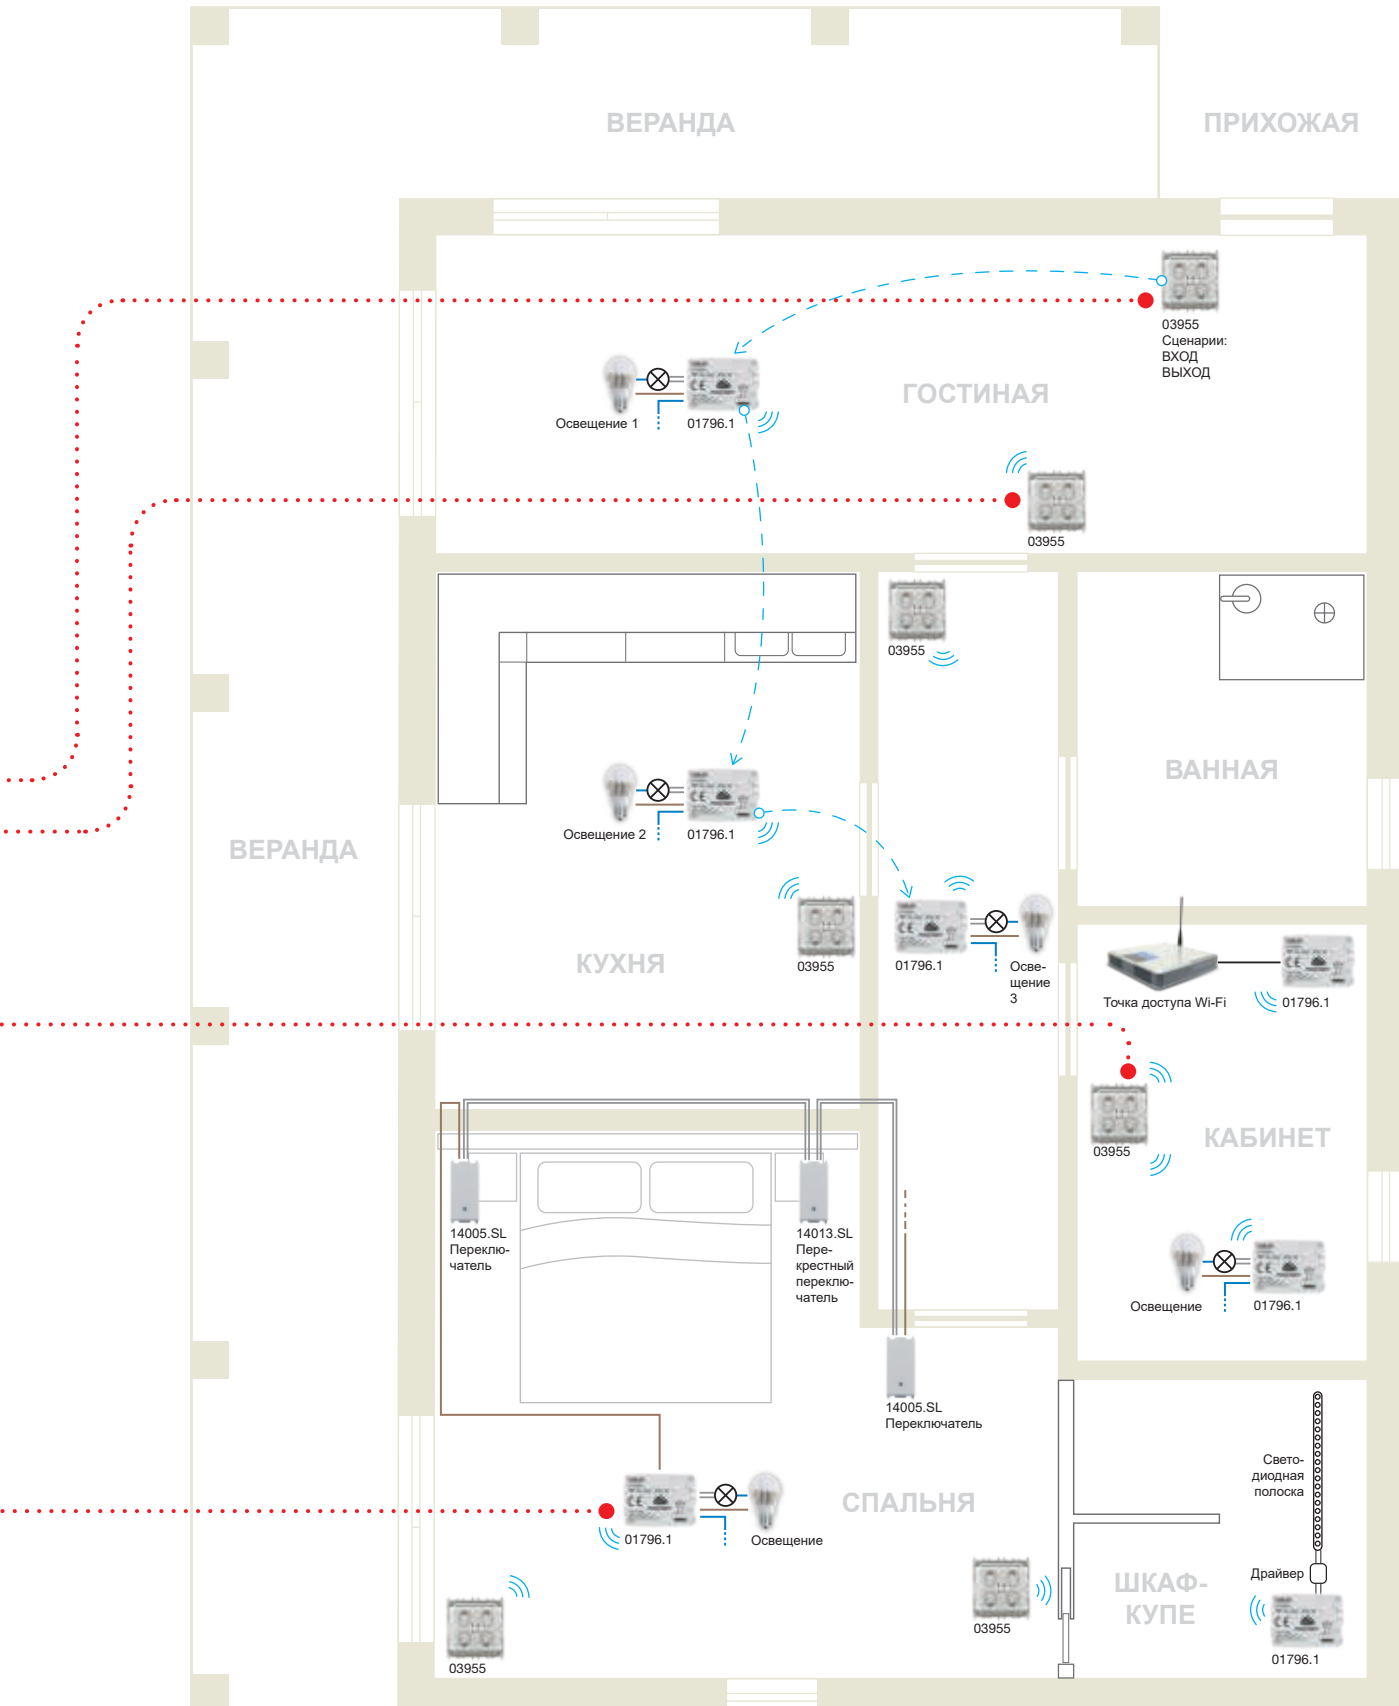 ВЕРАНДА
ПРИХОЖАЯ
03955
Сценарии:
ВХОД
ВЫХОД
ГОСТИНАЯ
Освещение 1
01796.1
03955
03955
ВАННАЯ
Освещение 2
01796.1
ВЕРАНДА
КУХНЯ
03955
01796.1
Осве-
щение
3
Точка доступа Wi-Fi
01796.1
03955
КАБИНЕТ
14005.SL
Переклю-
чатель
14013.SL
Пере-
крестный
переклю-
чатель
Освещение
01796.1
14005.SL
Переключатель
Свето-
диодная
полоска
СПАЛЬНЯ
01796.1
Освещение
Драйвер
ШКАФ-
КУПЕ
03955
03955
01796.1